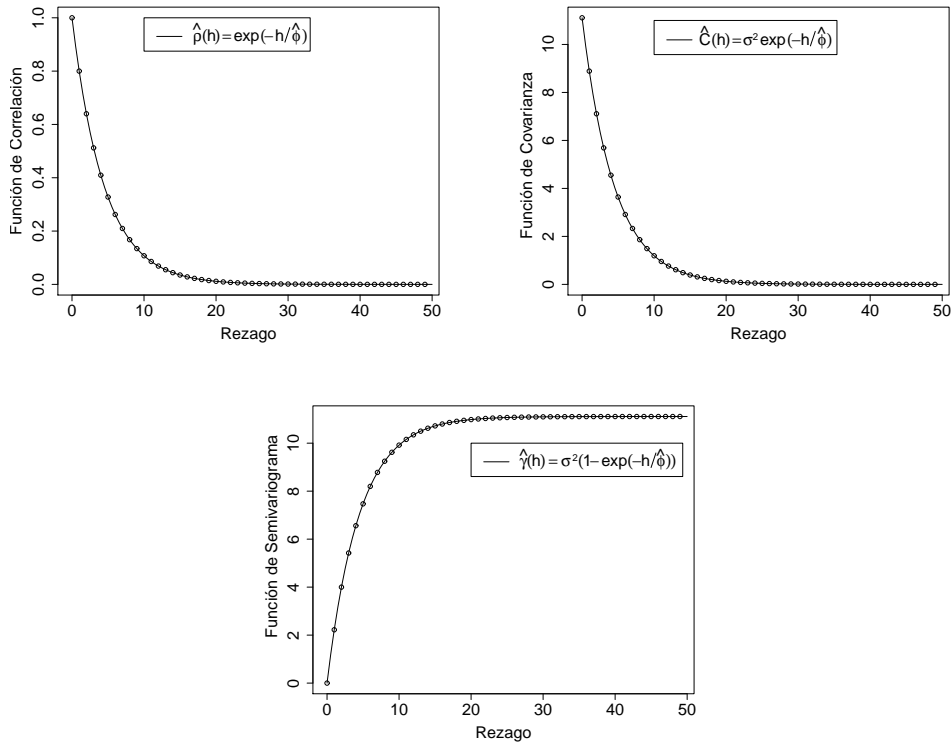 Función de Correlación
1.0
0.8
0.6
0.4
0.2
0.0
ρ̂(h)=exp(−h/ϕ̂)
0 10 20 30 40 50
Rezago
Función de Covarianza
10
8
6
4
2
0
Ĉ(h)=σ²exp(−h/ϕ̂)
0 10 20 30 40 50
Rezago
Función de Semivariograma
10
8
6
4
2
0
γ̂(h)=σ²(1−exp(−h/ϕ̂))
0 10 20 30 40 50
Rezago